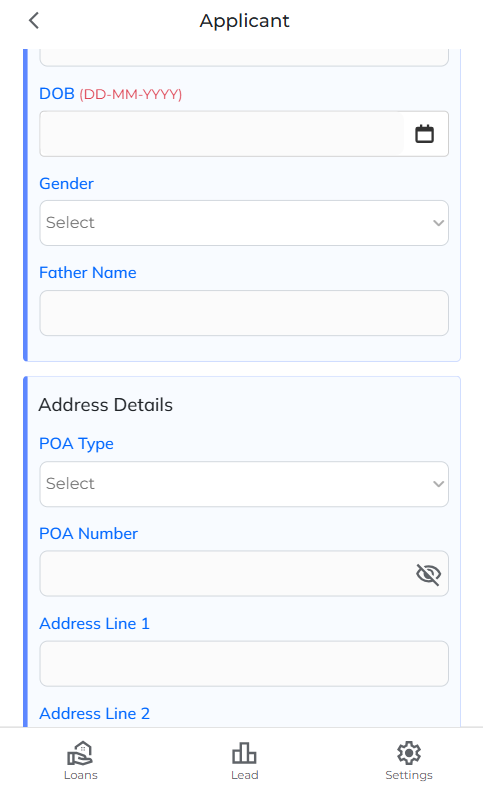 Applicant
DOB (DD-MM-YYYY)
Gender
Select
Father Name
Address Details
POA Type
Select
POA Number
Address Line 1
Address Line 2
Loans
Lead
Settings